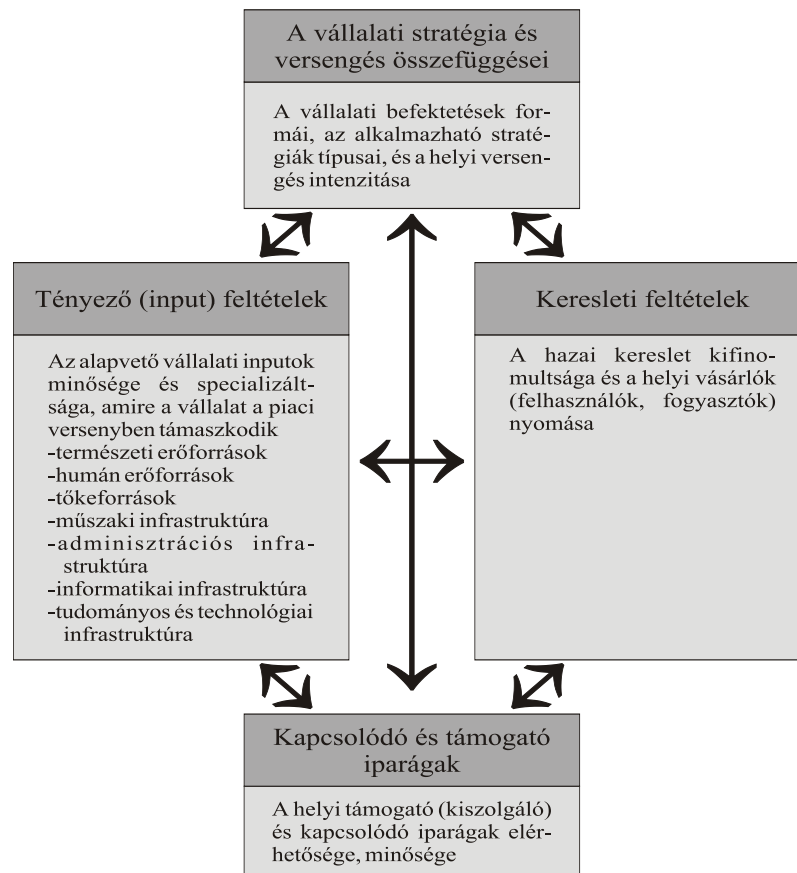 A vállalati stratégia és
versengés összefüggései
A vállalati befektetések for-
mái, az alkalmazható straté-
giák típusai, és a helyi versen-
gés intenzitása
Tényező (input) feltételek
Az alapvető vállalati inputok
minősége és specializált-
sága, amire a vállalat a piaci
versenyben támaszkodik
-természeti erőforrások
-humán erőforrások
-tőkeforrások
-műszaki infrastruktúra
-adminisztrációs infra-
struktúra
-informatikai infrastruktúra
-tudományos és technológiai
infrastruktúra
Keresleti feltételek
A hazai kereslet kifino-
multsága és a helyi vásárlók
(felhasználók, fogyasztók)
nyomása
Kapcsolódó és támogató
iparágak
A helyi támogató (kiszolgáló)
és kapcsolódó iparágak elér-
hetősége, minősége